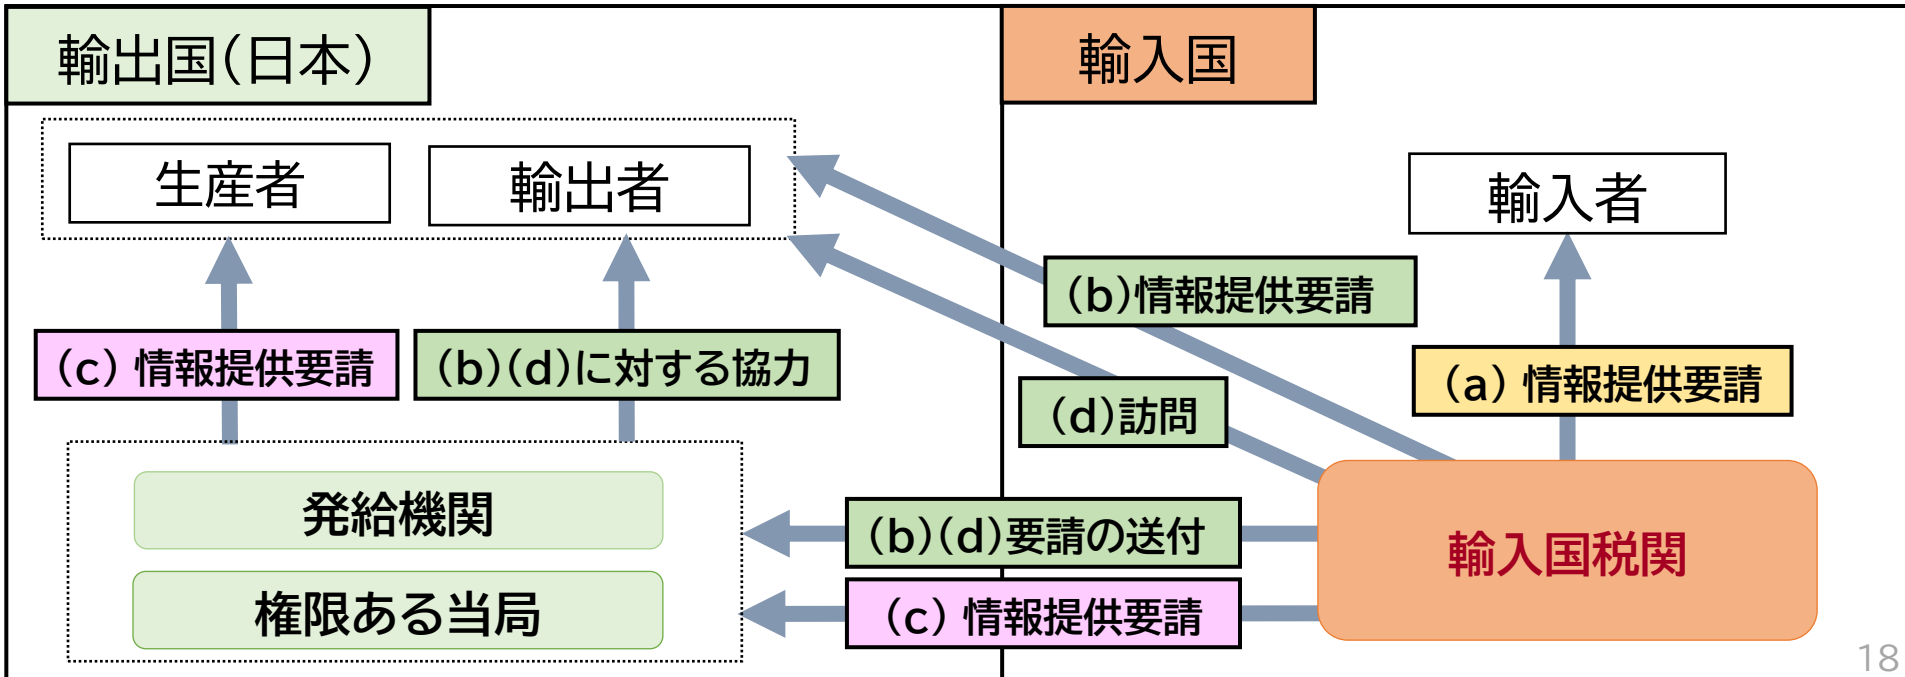 輸出国(日本)
輸入国
生産者
輸出者
輸入者
(b)情報提供要請
(c) 情報提供要請
(b)(d)に対する協力
(a) 情報提供要請
(d)訪問
発給機関
(b)(d)要請の送付
輸入国税関
権限ある当局
(c) 情報提供要請
18